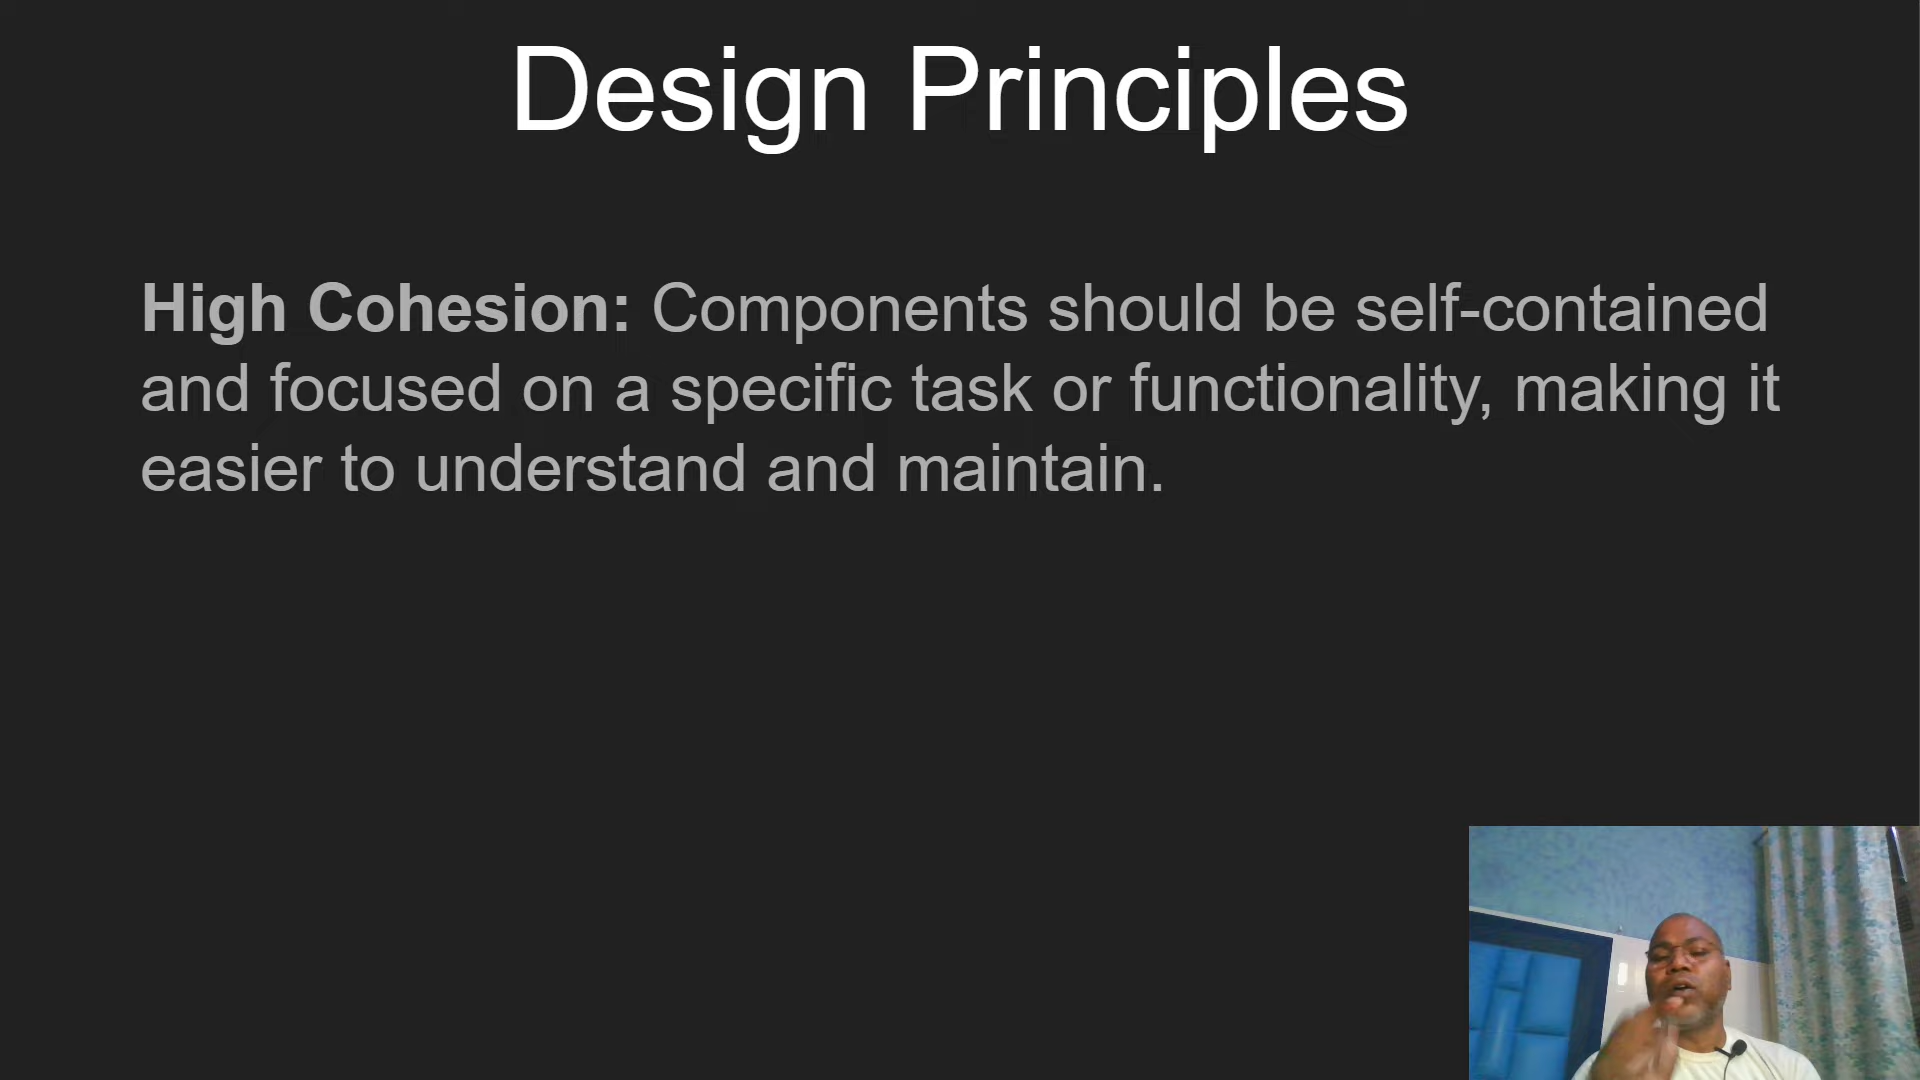 Design Principles
High Cohesion: Components should be self-contained
and focused on a specific task or functionality, making it
easier to understand and maintain.